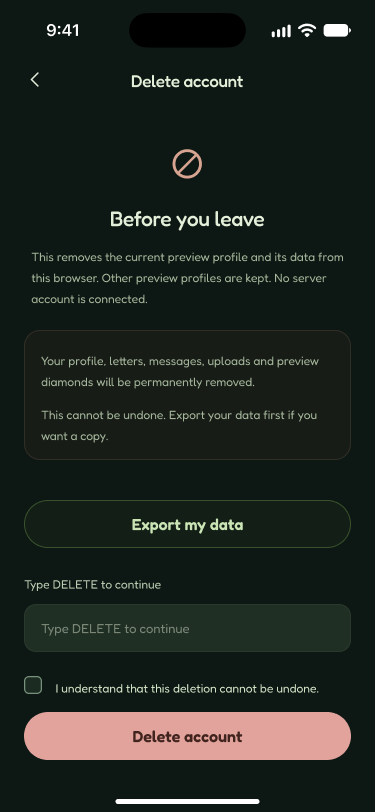 9:41
Delete account
Before you leave
This removes the current preview profile and its data from
this browser. Other preview profiles are kept. No server
account is connected.
Your profile, letters, messages, uploads and preview
diamonds will be permanently removed.
This cannot be undone. Export your data first if you
want a copy.
Export my data
Type DELETE to continue
Type DELETE to continue
I understand that this deletion cannot be undone.
Delete account